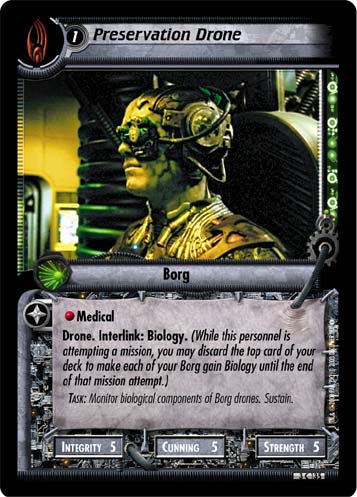 1 Preservation Drone
Borg
Medical
Drone. Interlink: Biology. (While this personnel is
attempting a mission, you may discard the top card of your
deck to make each of your Borg gain Biology until the end
of that mission attempt.)
TASK: Monitor biological components of Borg drones. Sustain.
INTEGRITY 5 CUNNING 5 STRENGTH 5
3 C 135